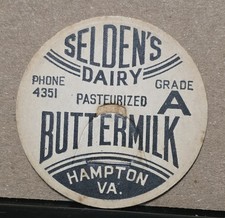 SELDEN'S
DAIRY
PHONE
4351
GRADE
A
PASTEURIZED
BUTTERMILK
HAMPTON
VA.